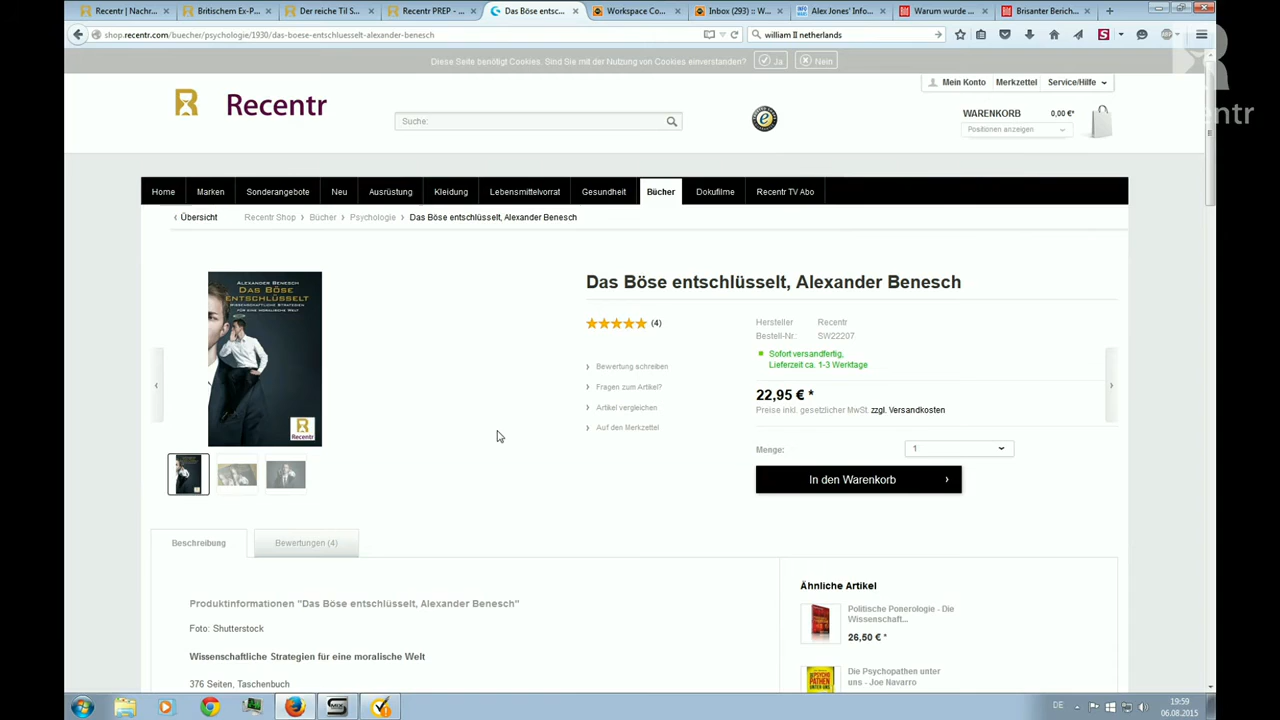 Recentr | Nachr...
Britischem Ex-P...
Der reiche Til S...
Recentr PREP - ...
Das Böse entsc...
Workspace Co...
Inbox (293) :: W...
Alex Jones' Info...
Warum wurde ...
Brisanter Berich...
shop.recentr.com/buecher/psychologie/1930/das-boese-entschluesselt-alexander-benesch
william II netherlands
Diese Seite benötigt Cookies. Sind Sie mit der Nutzung von Cookies einverstanden?
Ja
Nein
Mein Konto
Merkzettel
Service/Hilfe
Recentr
Suche:
WARENKORB
0,00 €*
Positionen anzeigen
Home
Marken
Sonderangebote
Neu
Ausrüstung
Kleidung
Lebensmittelvorrat
Gesundheit
Bücher
Dokufilme
Recentr TV Abo
Übersicht
Recentr Shop > Bücher > Psychologie > Das Böse entschlüsselt, Alexander Benesch
ALEXANDER BENESCH
DAS BÖSE
ENTSCHLÜSSELT
WISSENSCHAFTLICHE STRATEGIEN
FÜR EINE MORALISCHE WELT
Recentr
Das Böse entschlüsselt, Alexander Benesch
(4)
Bewertung schreiben
Fragen zum Artikel?
Artikel vergleichen
Auf den Merkzettel
Hersteller Recentr
Bestell-Nr.: SW22207
Sofort versandfertig,
Lieferzeit ca. 1-3 Werktage
22,95 € *
Preise inkl. gesetzlicher MwSt. zzgl. Versandkosten
Menge:
1
In den Warenkorb
Beschreibung
Bewertungen (4)
Produktinformationen "Das Böse entschlüsselt, Alexander Benesch"
Foto: Shutterstock
Wissenschaftliche Strategien für eine moralische Welt
376 Seiten, Taschenbuch
Ähnliche Artikel
Politische Ponerologie - Die
Wissenschaft...
26,50 € *
Die Psychopathen unter
uns - Joe Navarro
DE
19:59
06.08.2015